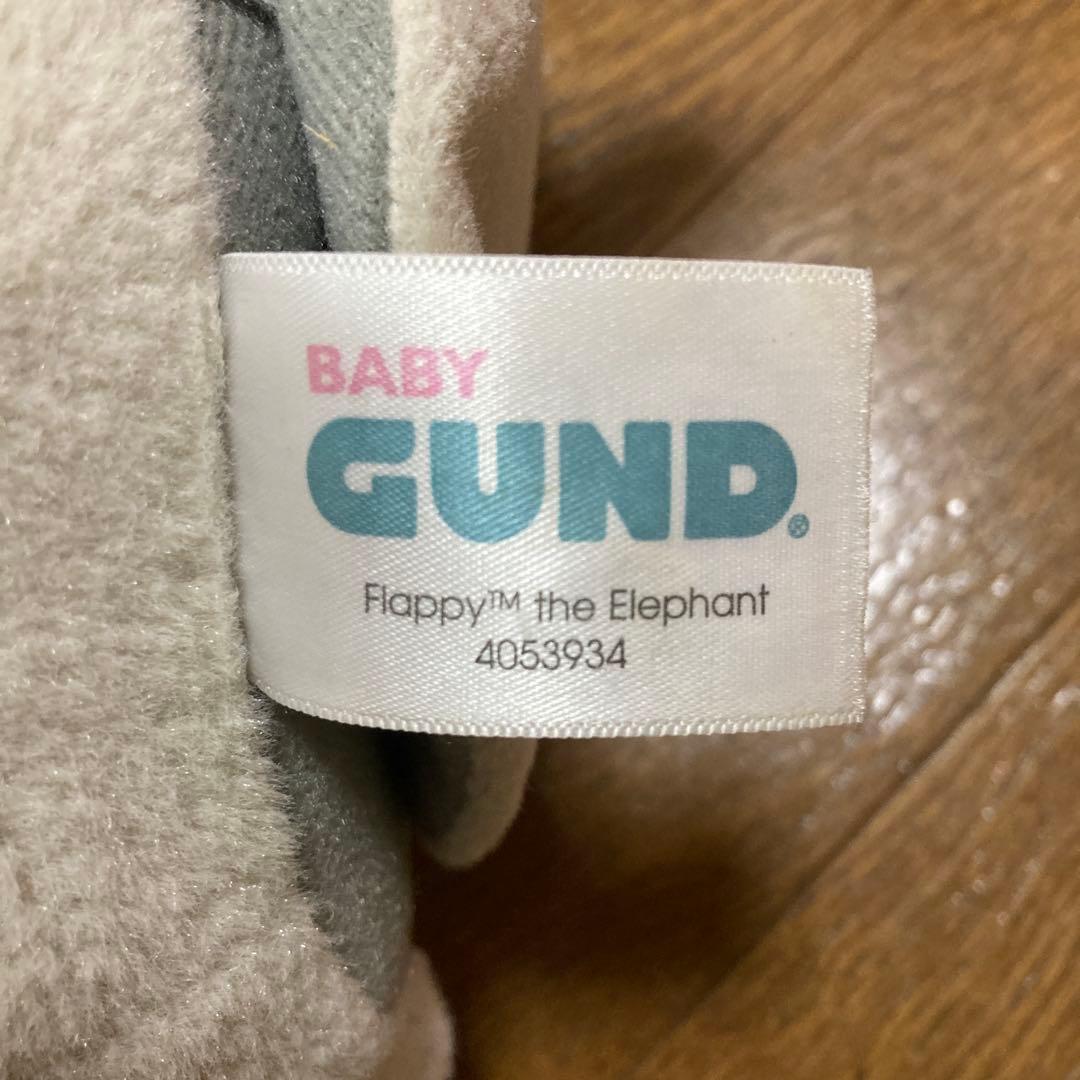 BABY
GUND®
Flappy™ the Elephant
4053934